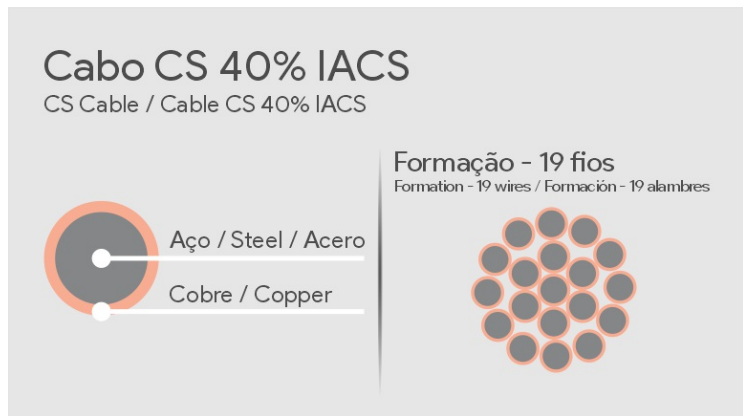 Cabo CS 40% IACS
CS Cable / Cable CS 40% IACS
Formação - 19 fios
Formation - 19 wires / Formación - 19 alambres
Aço / Steel / Acero
Cobre / Copper